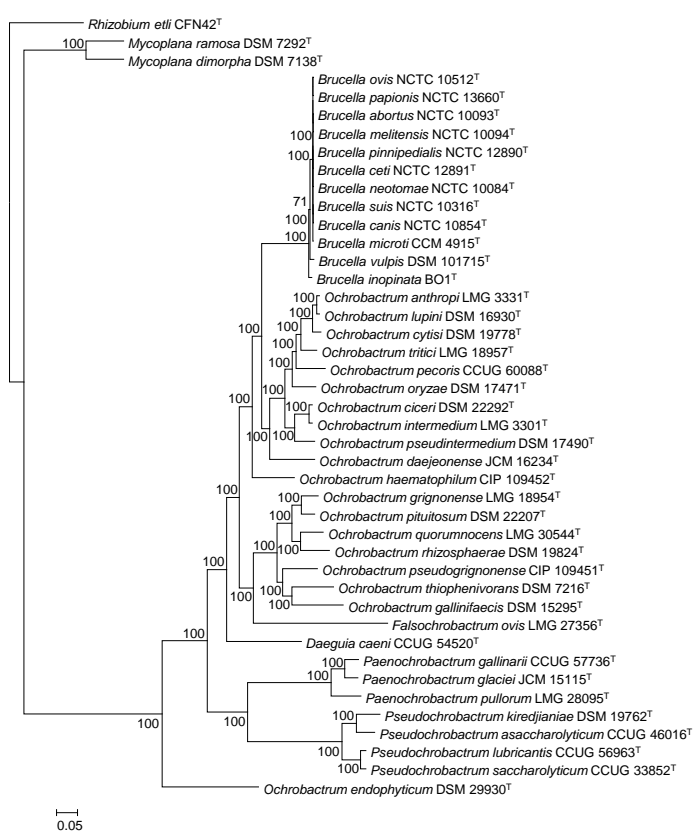 Rhizobium etli CFN42ᵀ
100 Mycoplana ramosa DSM 7292ᵀ
Mycoplana dimorpha DSM 7138ᵀ
Brucella ovis NCTC 10512ᵀ
Brucella papionis NCTC 13660ᵀ
Brucella abortus NCTC 10093ᵀ
100 Brucella melitensis NCTC 10094ᵀ
100 Brucella pinnipedialis NCTC 12890ᵀ
Brucella ceti NCTC 12891ᵀ
Brucella neotomae NCTC 10084ᵀ
71 Brucella suis NCTC 10316ᵀ
100 Brucella canis NCTC 10854ᵀ
100 Brucella microti CCM 4915ᵀ
Brucella vulpis DSM 101715ᵀ
Brucella inopinata BO1ᵀ
100 Ochrobactrum anthropi LMG 3331ᵀ
100 Ochrobactrum lupini DSM 16930ᵀ
100 100 Ochrobactrum cytisi DSM 19778ᵀ
100 Ochrobactrum tritici LMG 18957ᵀ
100 Ochrobactrum pecoris CCUG 60088ᵀ
100 Ochrobactrum oryzae DSM 17471ᵀ
100 100 Ochrobactrum ciceri DSM 22292ᵀ
Ochrobactrum intermedium LMG 3301ᵀ
100 100 Ochrobactrum pseudintermedium DSM 17490ᵀ
Ochrobactrum daejeonense JCM 16234ᵀ
Ochrobactrum haematophilum CIP 109452ᵀ
100 100 Ochrobactrum grignonense LMG 18954ᵀ
100 Ochrobactrum pituitosum DSM 22207ᵀ
Ochrobactrum quorumnocens LMG 30544ᵀ
100 100 Ochrobactrum rhizosphaerae DSM 19824ᵀ
100 100 Ochrobactrum pseudogrignonense CIP 109451ᵀ
100 100 Ochrobactrum thiophenivorans DSM 7216ᵀ
100 Ochrobactrum gallinifaecis DSM 15295ᵀ
Falsochrobactrum ovis LMG 27356ᵀ
100 Daeguia caeni CCUG 54520ᵀ
100 Paenochrobactrum gallinarii CCUG 57736ᵀ
100 Paenochrobactrum glaciei JCM 15115ᵀ
Paenochrobactrum pullorum LMG 28095ᵀ
100 100 100 Pseudochrobactrum kiredjianiae DSM 19762ᵀ
Pseudochrobactrum asaccharolyticum CCUG 46016ᵀ
100 Pseudochrobactrum lubricantis CCUG 56963ᵀ
100 Pseudochrobactrum saccharolyticum CCUG 33852ᵀ
Ochrobactrum endophyticum DSM 29930ᵀ
0.05